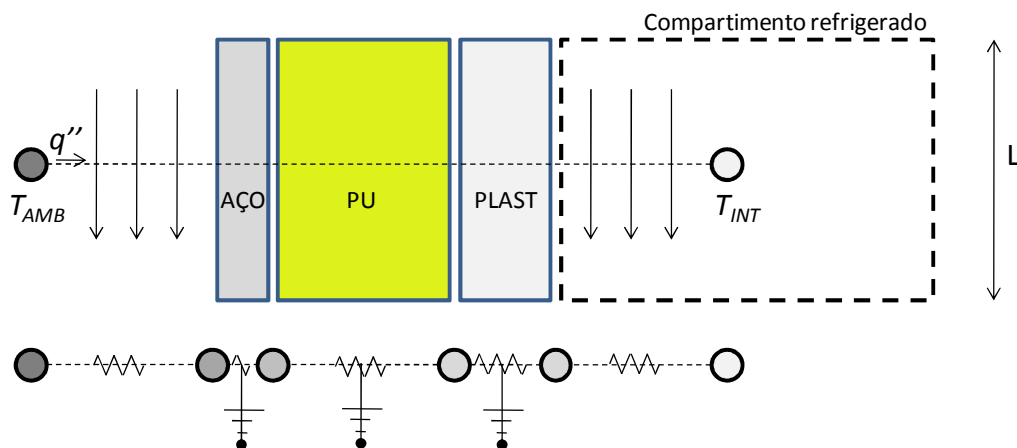 Compartimento refrigerado
q’’
L
AÇO
PU
PLAST
T_AMB
T_INT